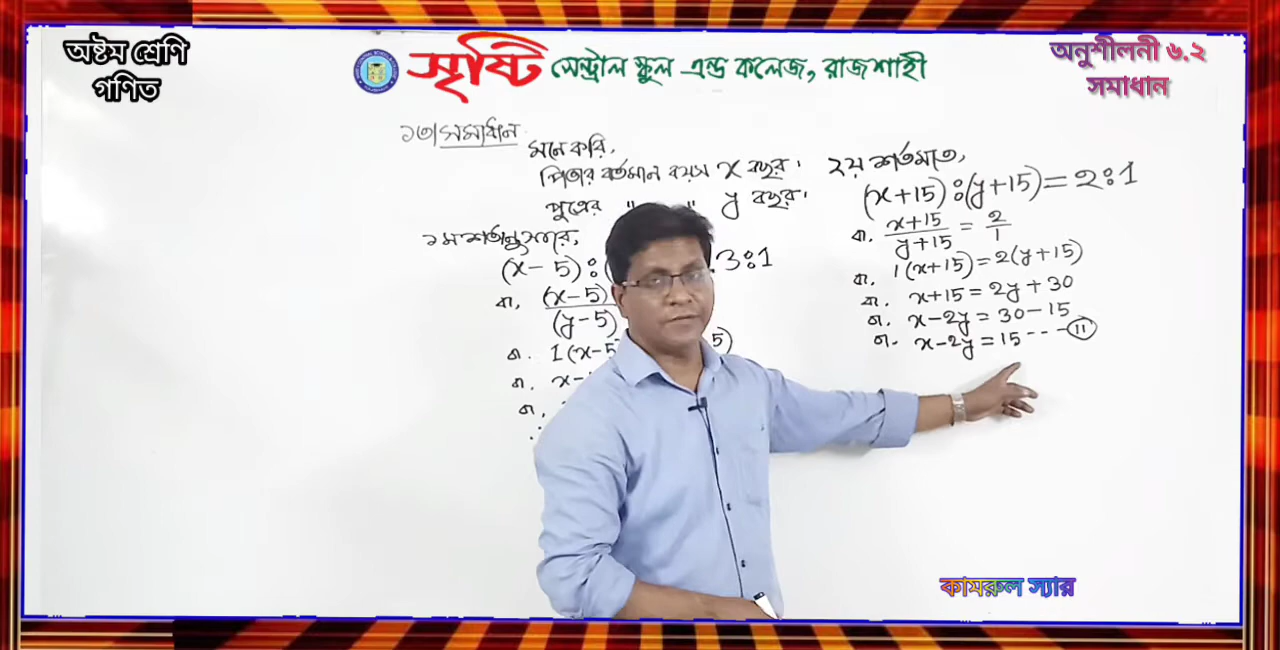 অষ্টম শ্রেণি
গণিত
সৃষ্টি সেন্ট্রাল স্কুল এন্ড কলেজ, রাজশাহী
অনুশীলনী ৬.২
সমাধান
১৩। সমাধান
মনে করি,
পিতার বর্তমান বয়স x বছর।
পুত্রের " " y বছর।
১ম শর্তানুসারে,
(x-5):( 3:1
বা, (x-5)
(y-5)
বা, 1(x-5 5)
বা, x-
বা,
∴
২য় শর্তমতে,
(x+15):(y+15)=2:1
বা, x+15/y+15 = 2/1
বা, 1(x+15)=2(y+15)
বা, x+15=2y+30
বা, x-2y=30-15
বা, x-2y=15---(ii)
কামরুল স্যার